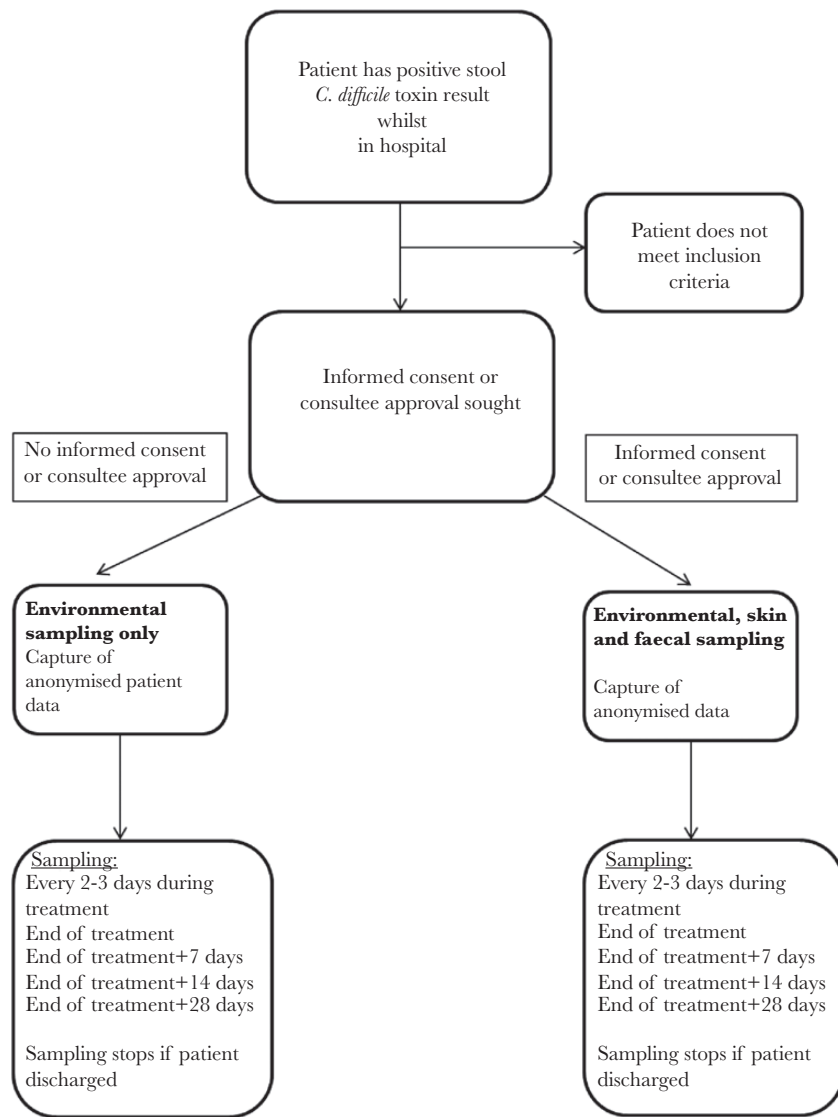 Patient has positive stool
C. difficile toxin result
whilst
in hospital
Patient does not
meet inclusion
criteria
Informed consent or
consultee approval sought
No informed consent
or consultee approval
Informed consent
or consultee approval
Environmental
sampling only
Capture of
anonymised patient
data
Environmental, skin
and faecal sampling
Capture of
anonymised data
Sampling:
Every 2-3 days during
treatment
End of treatment
End of treatment+7 days
End of treatment+14 days
End of treatment+28 days
Sampling stops if patient
discharged
Sampling:
Every 2-3 days during
treatment
End of treatment
End of treatment+7 days
End of treatment+14 days
End of treatment+28 days
Sampling stops if patient
discharged